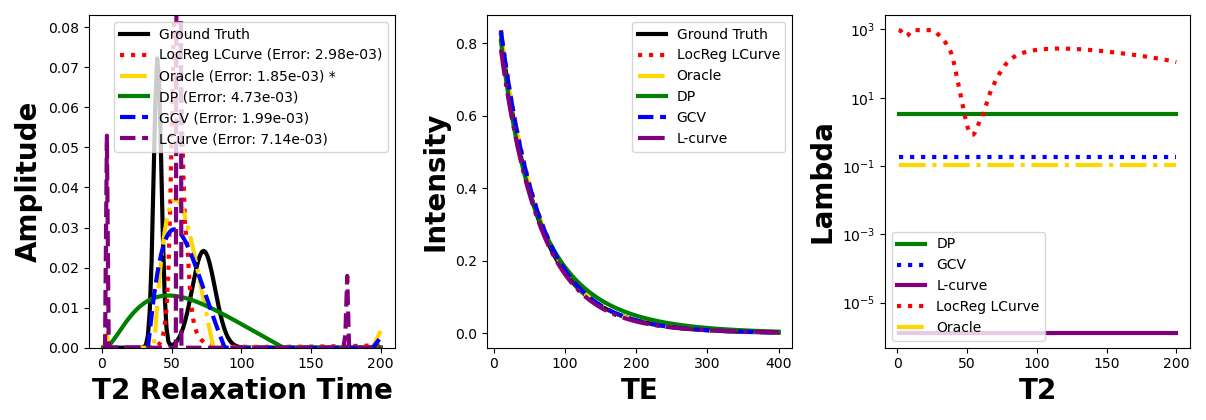 Amplitude
0.08
0.07
0.06
0.05
0.04
0.03
0.02
0.01
0.00
Ground Truth
LocReg LCurve (Error: 2.98e-03)
Oracle (Error: 1.85e-03) *
DP (Error: 4.73e-03)
GCV (Error: 1.99e-03)
LCurve (Error: 7.14e-03)
0 50 100 150 200
T2 Relaxation Time
Intensity
0.8
0.6
0.4
0.2
0.0
Ground Truth
LocReg LCurve
Oracle
DP
GCV
L-curve
0 100 200 300 400
TE
Lambda
10³
10¹
10⁻¹
10⁻³
10⁻⁵
DP
GCV
L-curve
LocReg LCurve
Oracle
0 50 100 150 200
T2